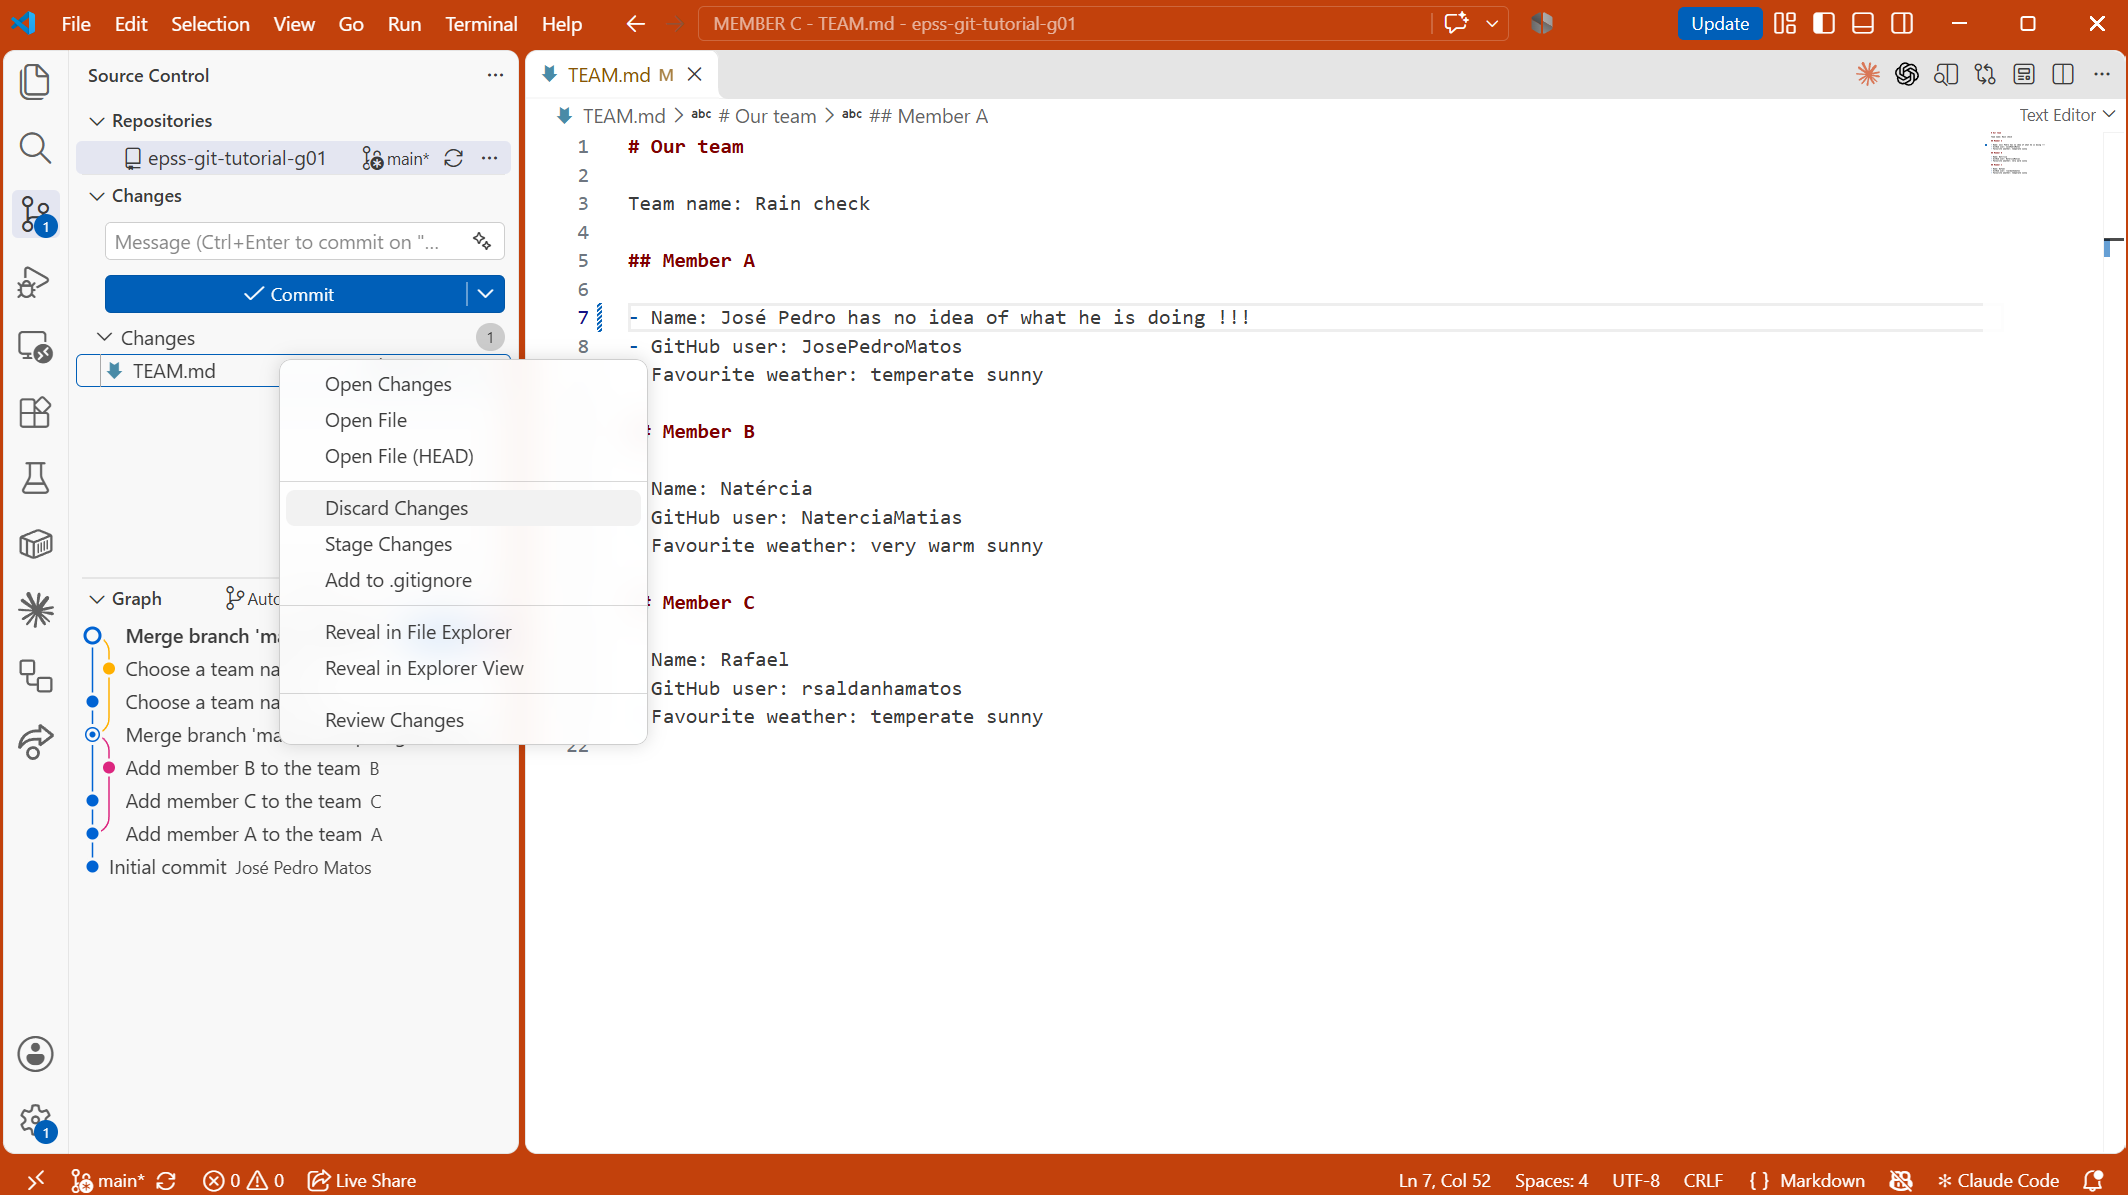 File Edit Selection View Go Run Terminal Help
MEMBER C - TEAM.md - epss-git-tutorial-g01
Update
Source Control
Repositories
epss-git-tutorial-g01 main*
Changes
Message (Ctrl+Enter to commit on "...
Commit
Changes 1
TEAM.md
Open Changes
Open File
Open File (HEAD)
Discard Changes
Stage Changes
Add to .gitignore
Reveal in File Explorer
Reveal in Explorer View
Review Changes
Graph Auto
Merge branch 'ma
Choose a team na
Choose a team na
Merge branch 'ma
Add member B to the team B
Add member C to the team C
Add member A to the team A
Initial commit José Pedro Matos
1
1
TEAM.md M
TEAM.md > abc # Our team > abc ## Member A
Text Editor
1 # Our team
2
3 Team name: Rain check
4
5 ## Member A
6
7 - Name: José Pedro has no idea of what he is doing !!!
8 - GitHub user: JosePedroMatos
Favourite weather: temperate sunny
# Member B
Name: Natércia
GitHub user: NaterciaMatias
Favourite weather: very warm sunny
# Member C
Name: Rafael
GitHub user: rsaldanhamatos
Favourite weather: temperate sunny
22
main* 0 0 Live Share
Ln 7, Col 52 Spaces: 4 UTF-8 CRLF { } Markdown Claude Code